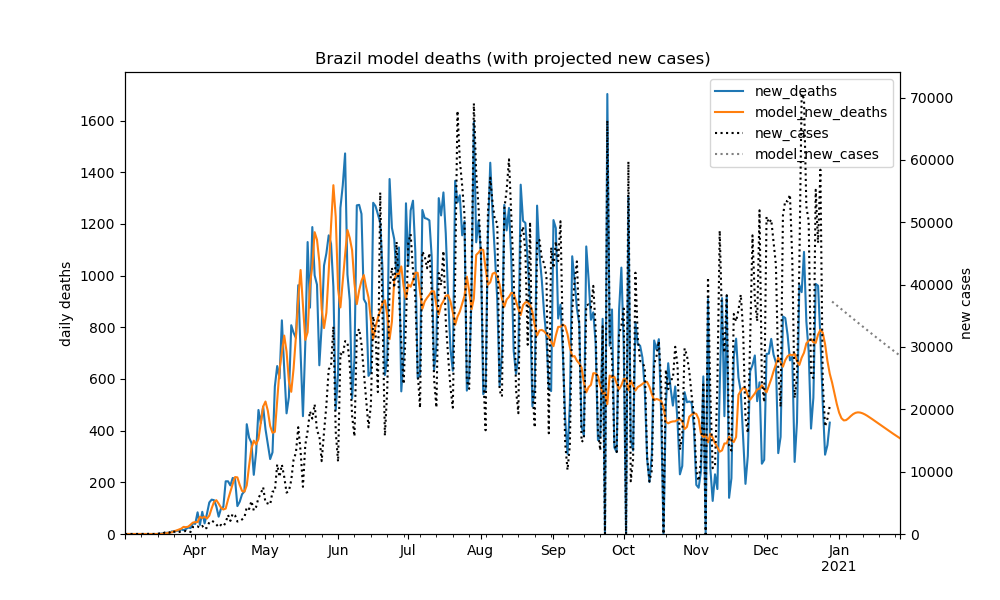 Brazil model deaths (with projected new cases)
new_deaths
model_new_deaths
new_cases
model_new_cases
daily deaths
new cases
1600
1400
1200
1000
800
600
400
200
0
70000
60000
50000
40000
30000
20000
10000
0
Apr May Jun Jul Aug Sep Oct Nov Dec Jan
2021